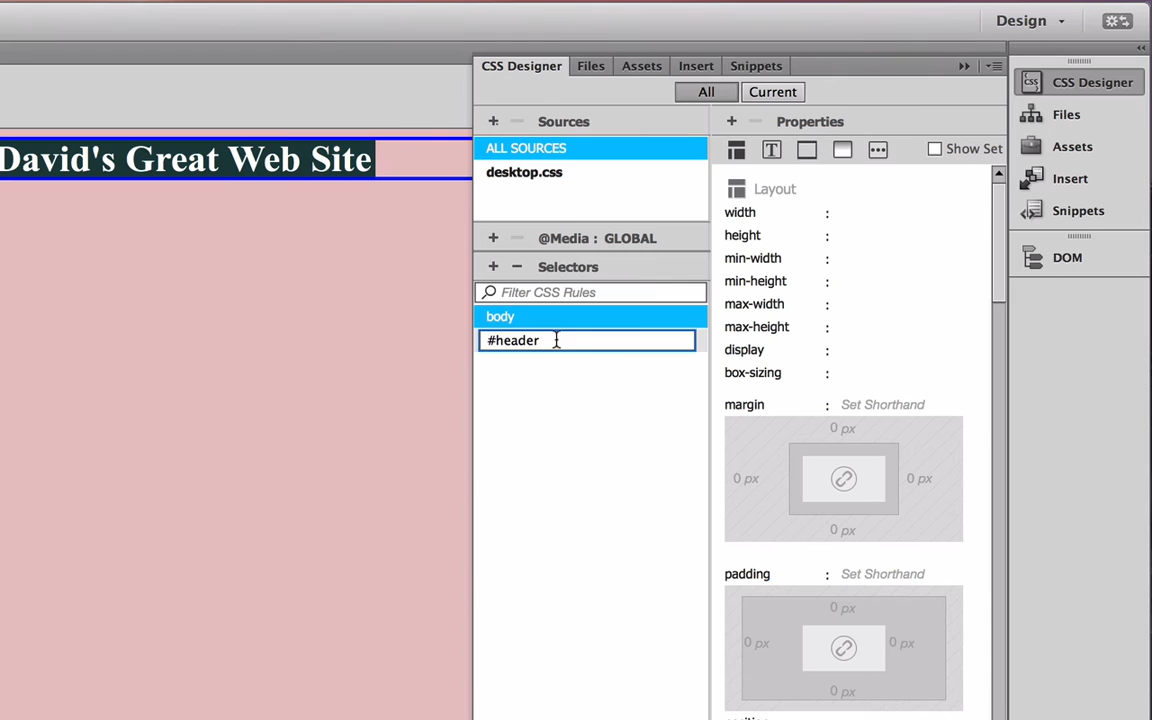 Design
CSS Designer
Files
Assets
Insert
Snippets
All
Current
Sources
ALL SOURCES
desktop.css
@Media : GLOBAL
Selectors
Filter CSS Rules
body
#header
David's Great Web Site
Properties
T
Show Set
Layout
width :
height :
min-width :
min-height :
max-width :
max-height :
display :
box-sizing :
margin : Set Shorthand
0 px
0 px
0 px
0 px
padding : Set Shorthand
0 px
0 px
0 px
0 px
CSS CSS Designer
Files
Assets
Insert
Snippets
DOM